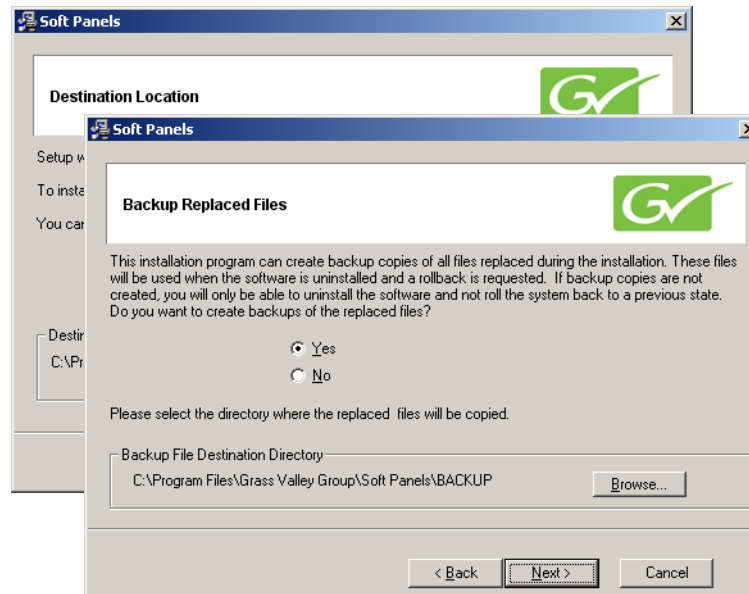 Soft Panels
Destination Location
GV
Setup w
To insta
You car
Destin
C:\Pr
Soft Panels
Backup Replaced Files
GV
This installation program can create backup copies of all files replaced during the installation. These files
will be used when the software is uninstalled and a rollback is requested. If backup copies are not
created, you will only be able to uninstall the software and not roll the system back to a previous state.
Do you want to create backups of the replaced files?
Yes
No
Please select the directory where the replaced files will be copied.
Backup File Destination Directory
C:\Program Files\Grass Valley Group\Soft Panels\BACKUP
Browse...
< Back Next > Cancel